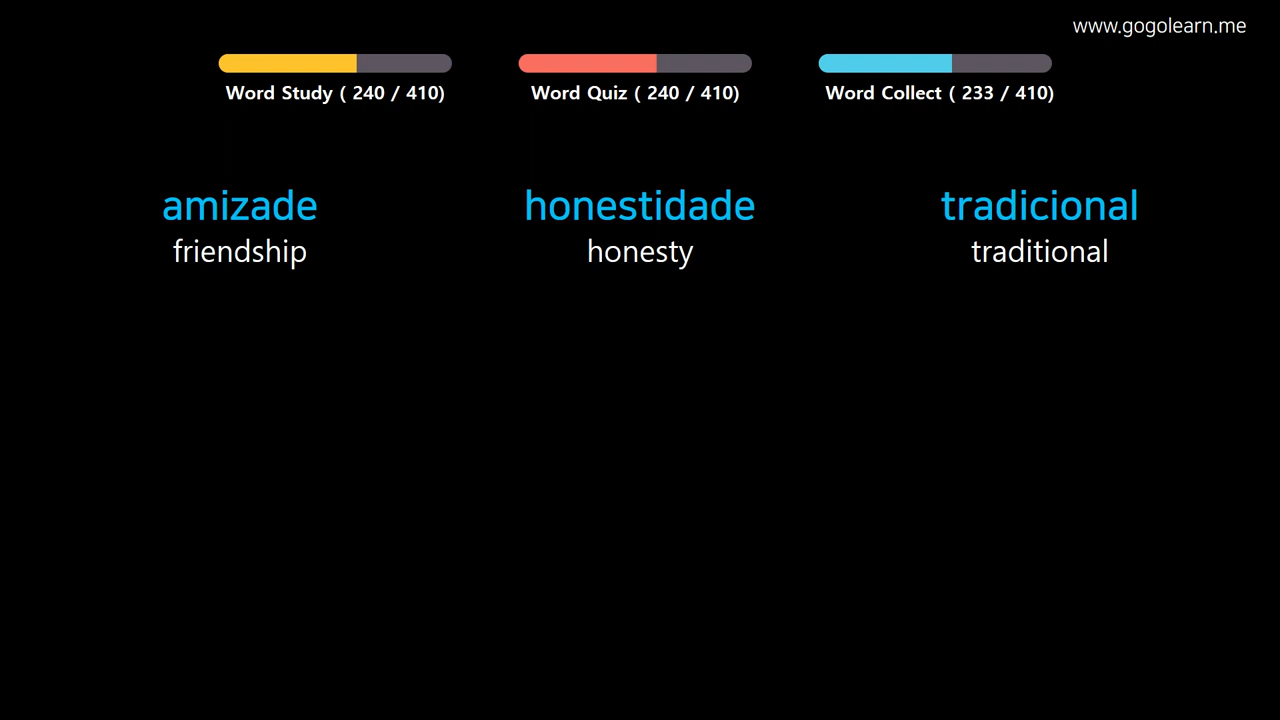 www.gogolearn.me
Word Study ( 240 / 410)
Word Quiz ( 240 / 410)
Word Collect ( 233 / 410)
amizade
friendship
honestidade
honesty
tradicional
traditional